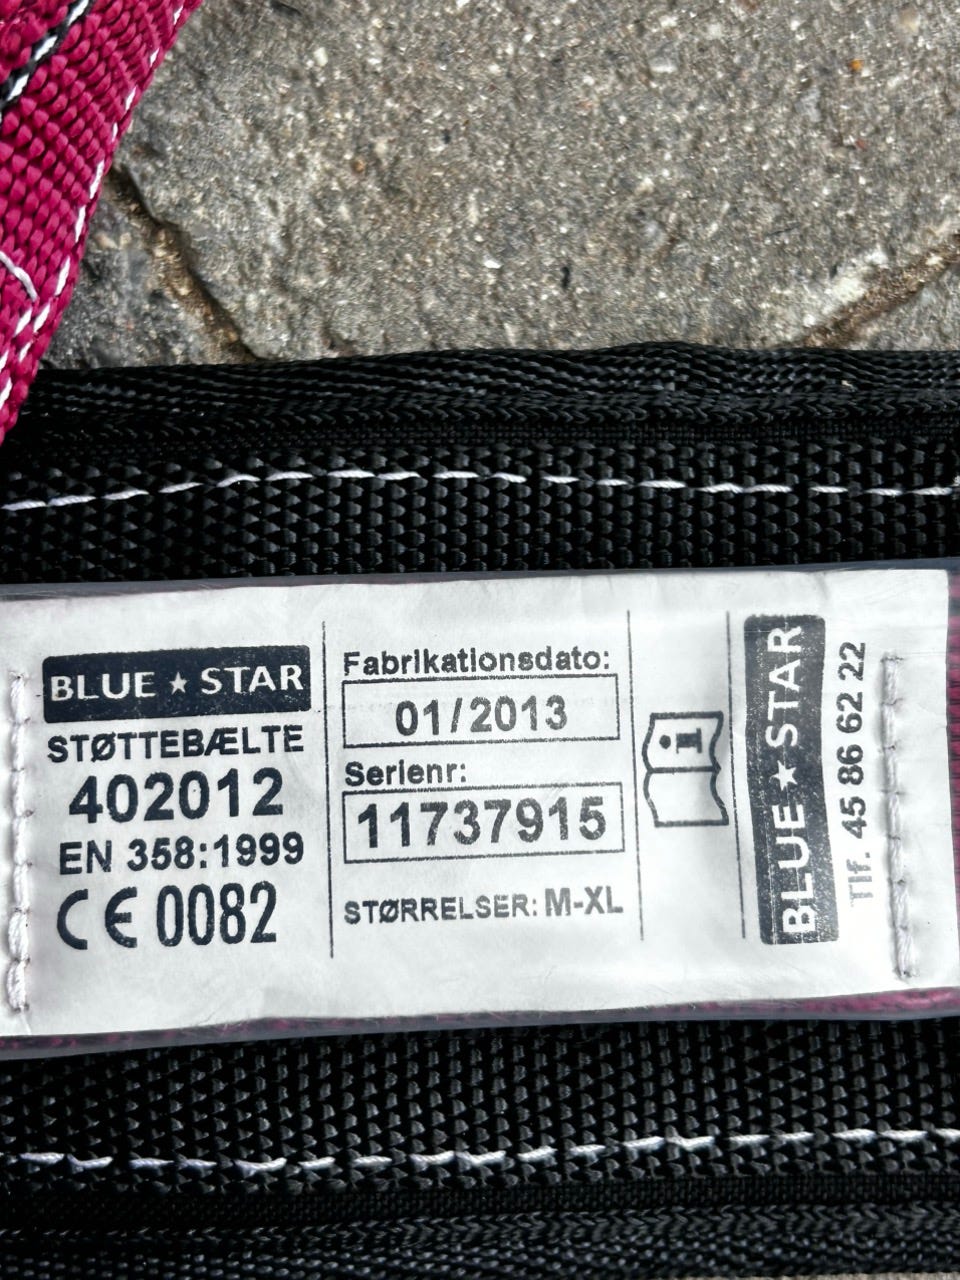 BLUE ★ STAR
STØTTEBÆLTE
402012
EN 358:1999
CE 0082
Fabrikationsdato:
01/2013
Serienr:
11737915
STØRRELSER: M-XL
i
BLUE ★ STAR
Tlf. 45 86 62 22